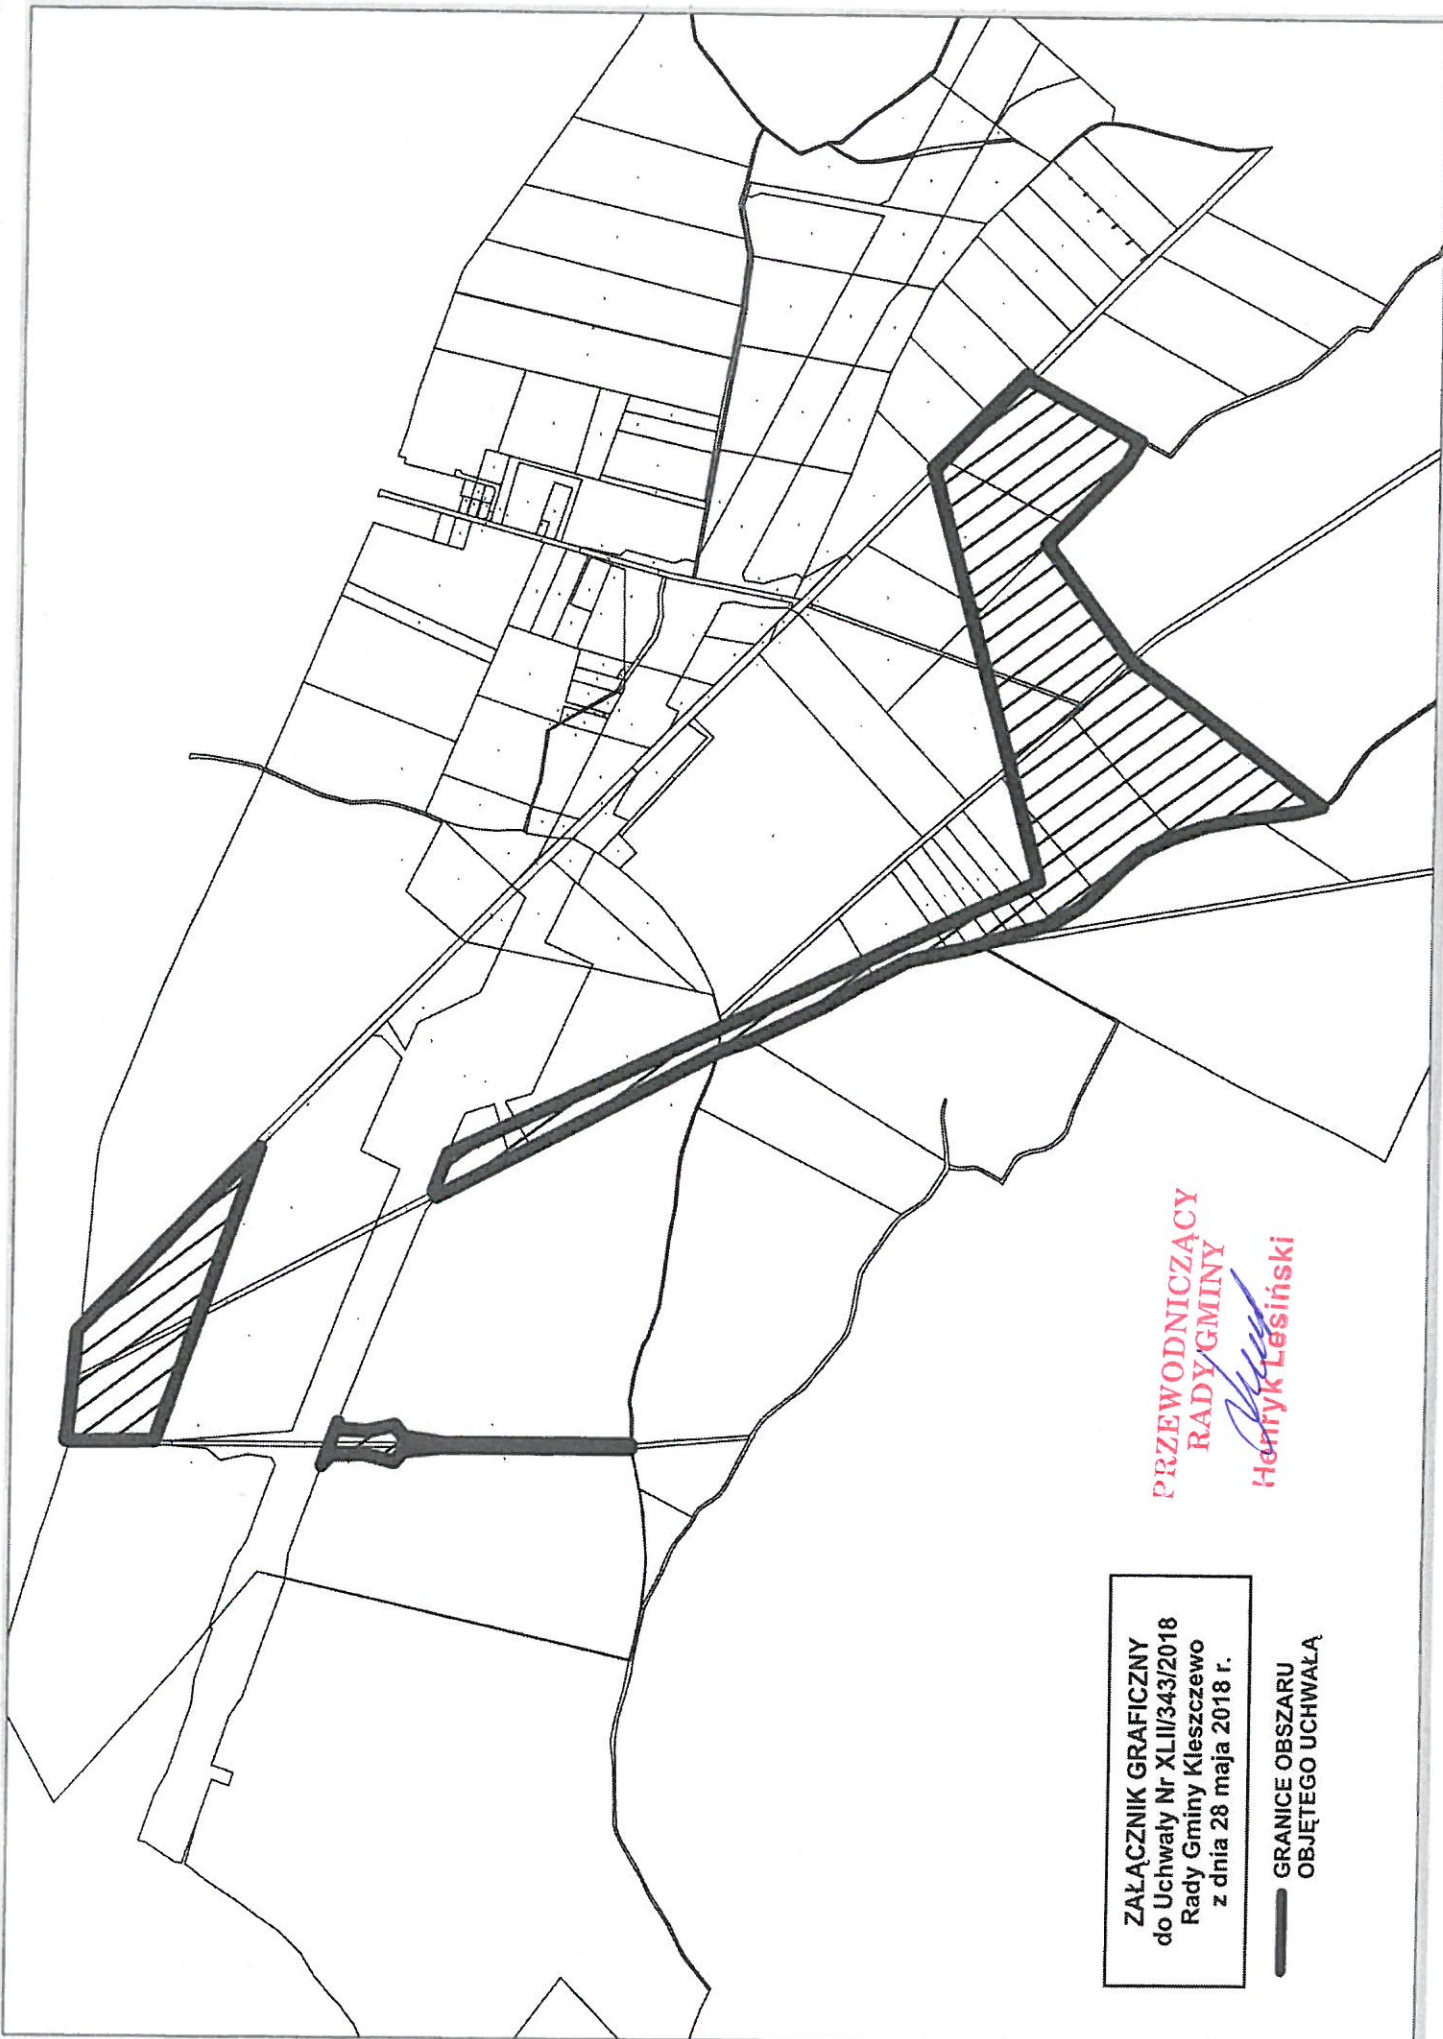 PRZEWODNICZĄCY
RADY GMINY
Henryk Lesiński
ZAŁĄCZNIK GRAFICZNY
do Uchwały Nr XLII/343/2018
Rady Gminy Kleszczewo
z dnia 28 maja 2018 r.
GRANICE OBSZARU
OBJĘTEGO UCHWAŁĄ